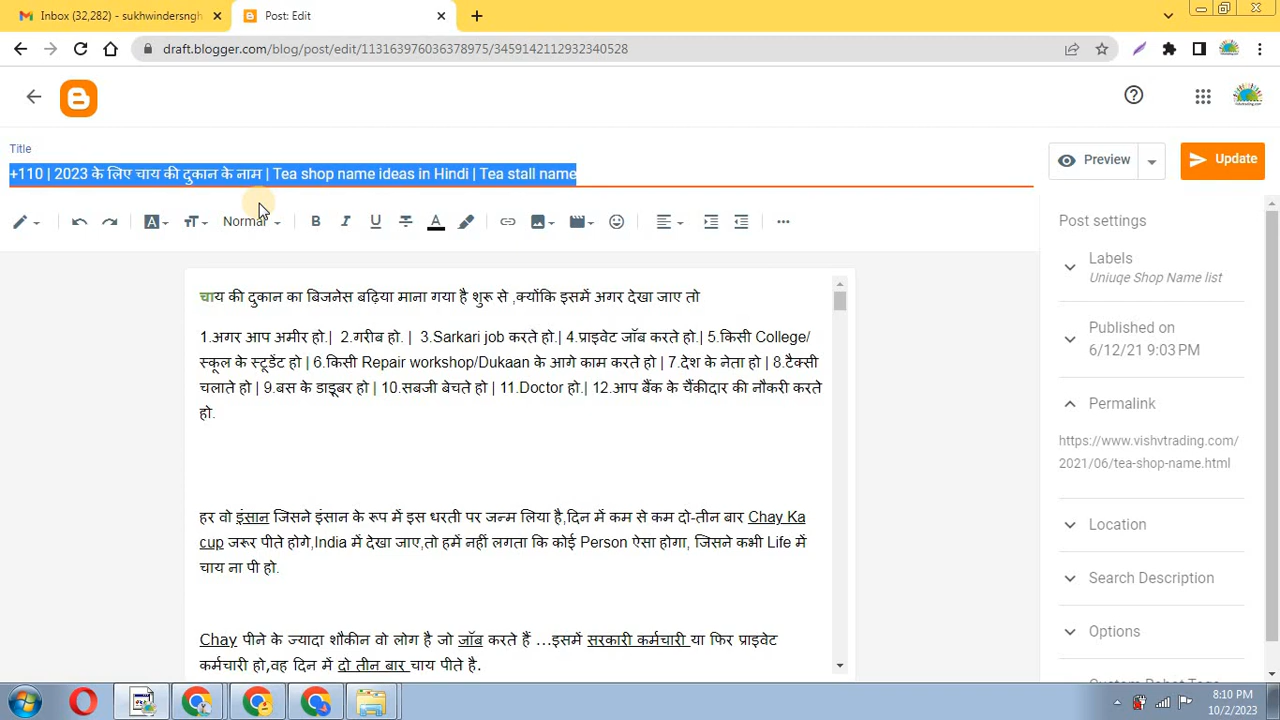 Inbox (32,282) - sukhwindersngh
Post: Edit
draft.blogger.com/blog/post/edit/113163976036378975/3459142112932340528
Title
+110 | 2023 के लिए चाय की दुकान के नाम | Tea shop name ideas in Hindi | Tea stall name
Preview
Update
Normal
Post settings
Labels
Uniuqe Shop Name list
Published on
6/12/21 9:03 PM
Permalink
https://www.vishvtrading.com/
2021/06/tea-shop-name.html
Location
Search Description
Options
Custom Robot Tags
चाय की दुकान का बिजनेस बढ़िया माना गया है शुरू से ,क्योंकि इसमें अगर देखा जाए तो
1.अगर आप अमीर हो.| 2.गरीब हो. | 3.Sarkari job करते हो.| 4.प्राइवेट जॉब करते हो.| 5.किसी College/
स्कूल के स्टूडेंट हो | 6.किसी Repair workshop/Dukaan के आगे काम करते हो | 7.देश के नेता हो | 8.टैक्सी
चलाते हो | 9.बस के डाइूबर हो | 10.सबजी बेचते हो | 11.Doctor हो.| 12.आप बैंक के चैंकीदार की नौकरी करते
हो.
हर वो इंसान जिसने इंसान के रूप में इस धरती पर जन्म लिया है,दिन में कम से कम दो-तीन बार Chay Ka
cup जरूर पीते होगे,India में देखा जाए,तो हमें नहीं लगता कि कोई Person ऐसा होगा, जिसने कभी Life में
चाय ना पी हो.
Chay पीने के ज्यादा शौकीन वो लोग है जो जॉब करते हैं ...इसमें सरकारी कर्मचारी या फिर प्राइवेट
कर्मचारी हो,वह दिन में दो तीन बार चाय पीते है.
8:10 PM
10/2/2023